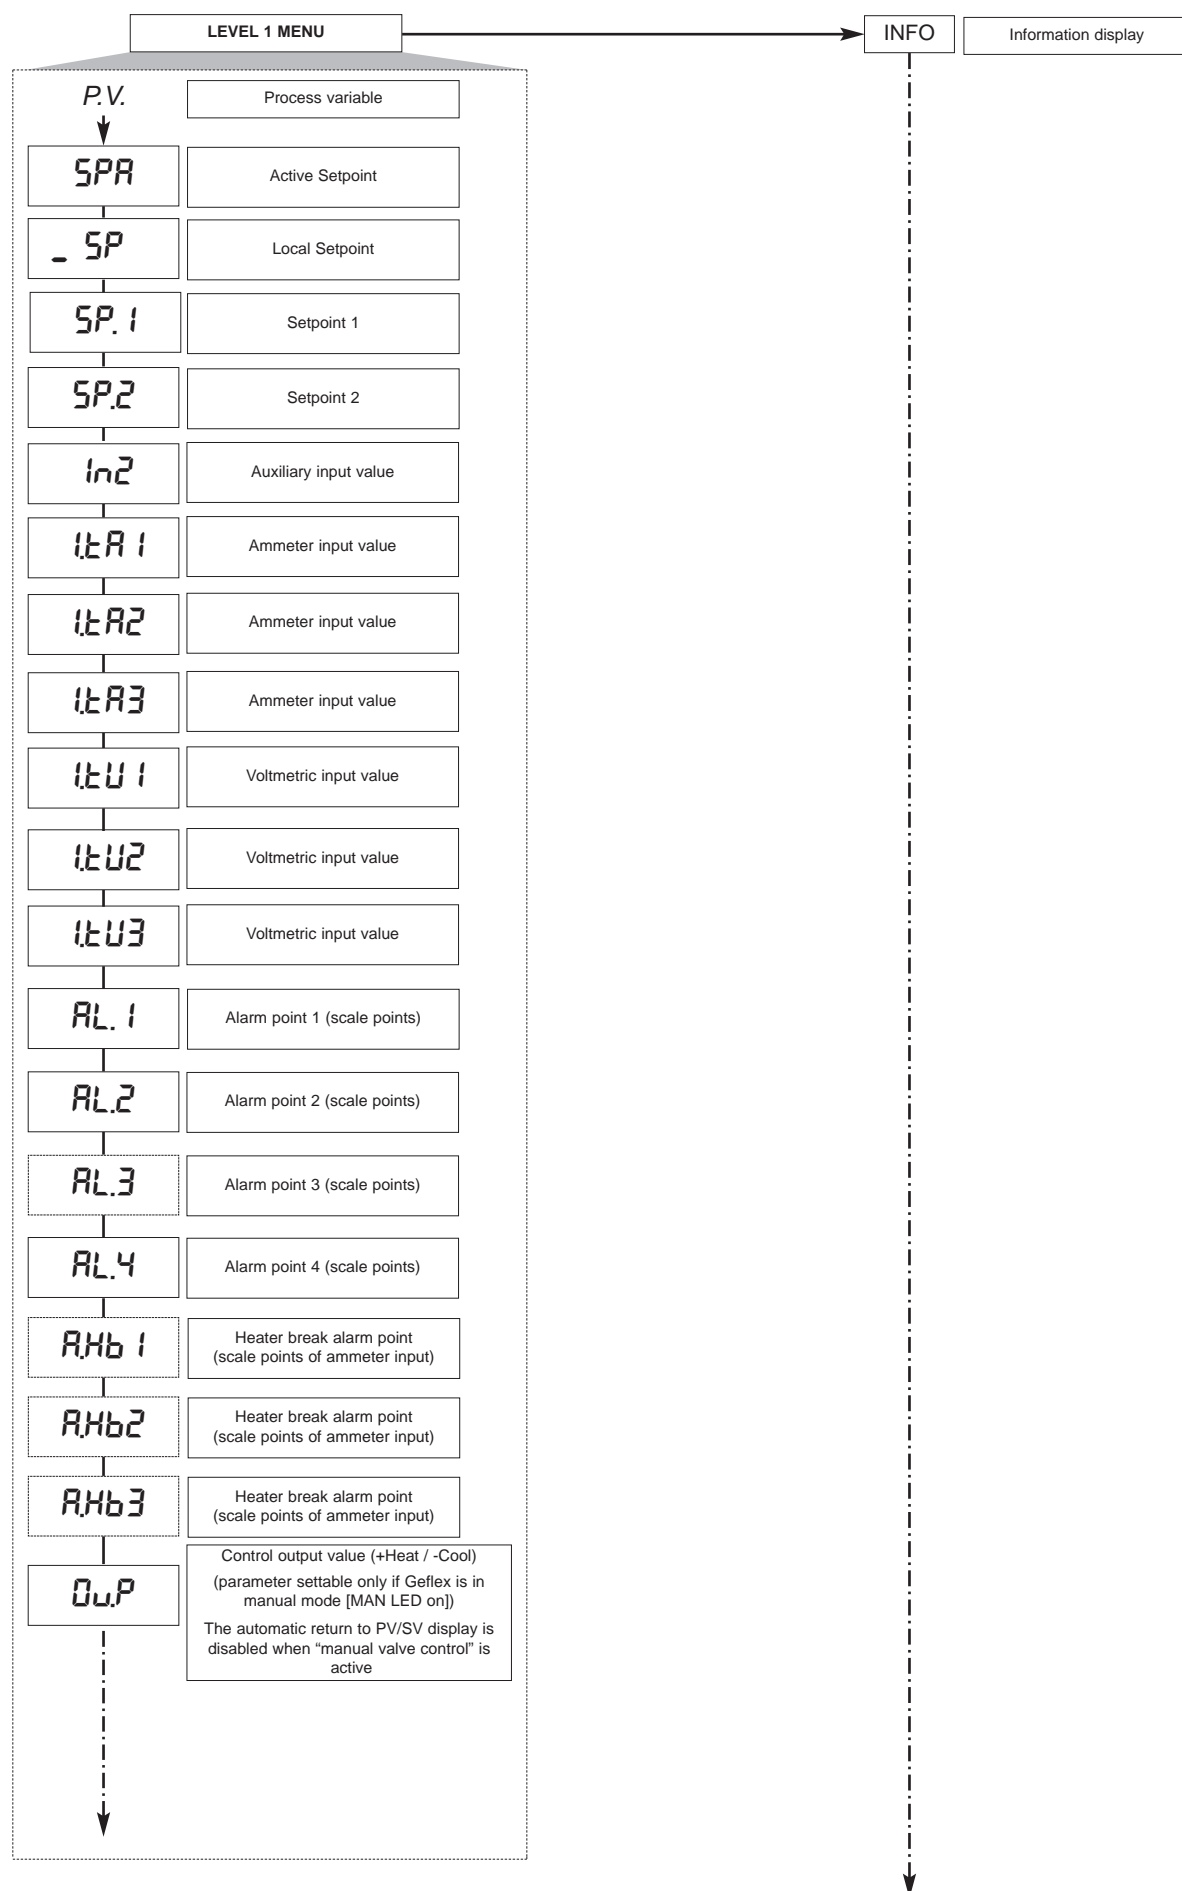 LEVEL 1 MENU
INFO
Information display
P.V.
Process variable
SPA
Active Setpoint
_ SP
Local Setpoint
SP. 1
Setpoint 1
SP.2
Setpoint 2
In2
Auxiliary input value
I.tA 1
Ammeter input value
I.tA2
Ammeter input value
I.tA3
Ammeter input value
I.tU 1
Voltmetric input value
I.tU2
Voltmetric input value
I.tU3
Voltmetric input value
AL. 1
Alarm point 1 (scale points)
AL.2
Alarm point 2 (scale points)
AL.3
Alarm point 3 (scale points)
AL.4
Alarm point 4 (scale points)
A.Hb 1
Heater break alarm point
(scale points of ammeter input)
A.Hb2
Heater break alarm point
(scale points of ammeter input)
A.Hb3
Heater break alarm point
(scale points of ammeter input)
Ou.P
Control output value (+Heat / -Cool)
(parameter settable only if Geflex is in
manual mode [MAN LED on])
The automatic return to PV/SV display is
disabled when “manual valve control” is
active